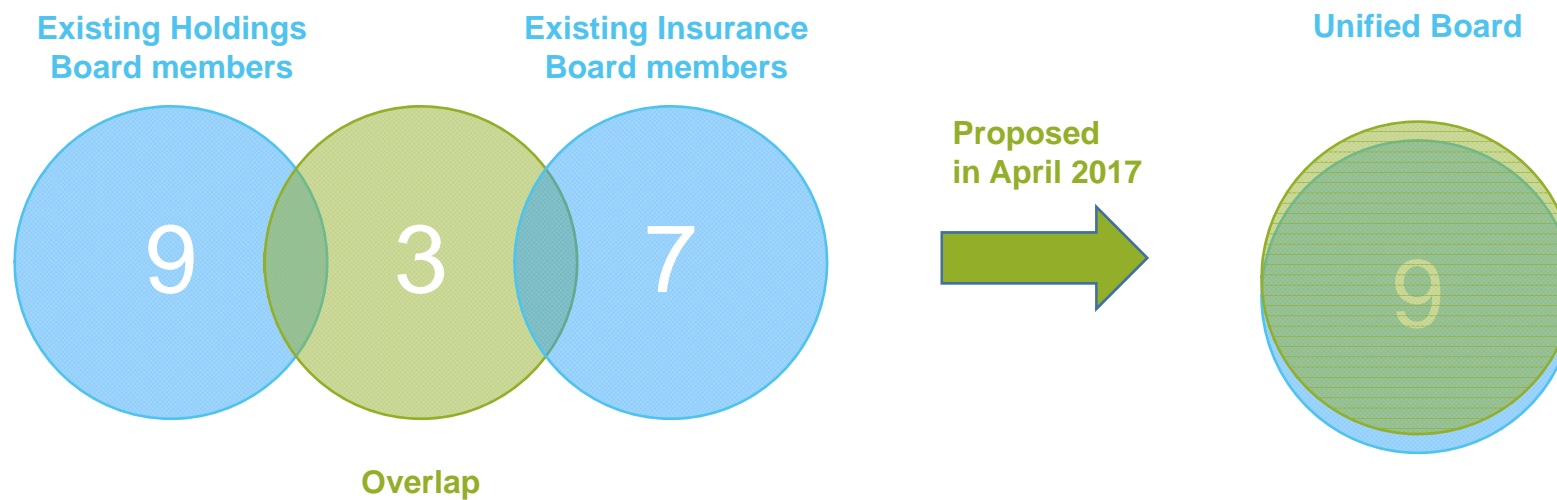 Existing Holdings
Board members
Existing Insurance
Board members
Unified Board
Proposed
in April 2017
9
3
7
9
Overlap